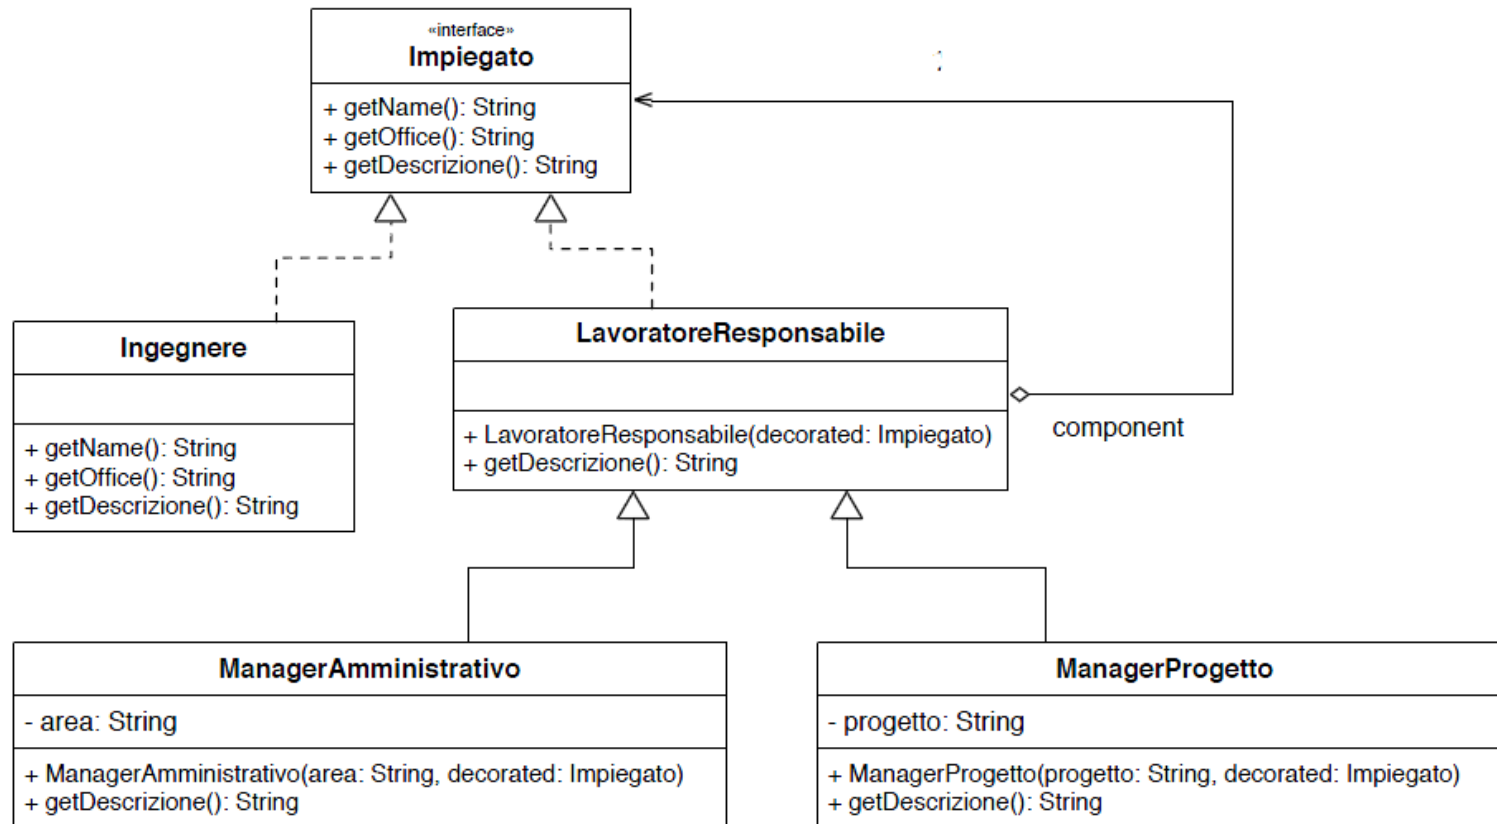 «interface»
Impiegato
+ getName(): String
+ getOffice(): String
+ getDescrizione(): String
Ingegnere
+ getName(): String
+ getOffice(): String
+ getDescrizione(): String
LavoratoreResponsabile
+ LavoratoreResponsabile(decorated: Impiegato)
+ getDescrizione(): String
component
ManagerAmministrativo
- area: String
+ ManagerAmministrativo(area: String, decorated: Impiegato)
+ getDescrizione(): String
ManagerProgetto
- progetto: String
+ ManagerProgetto(progetto: String, decorated: Impiegato)
+ getDescrizione(): String